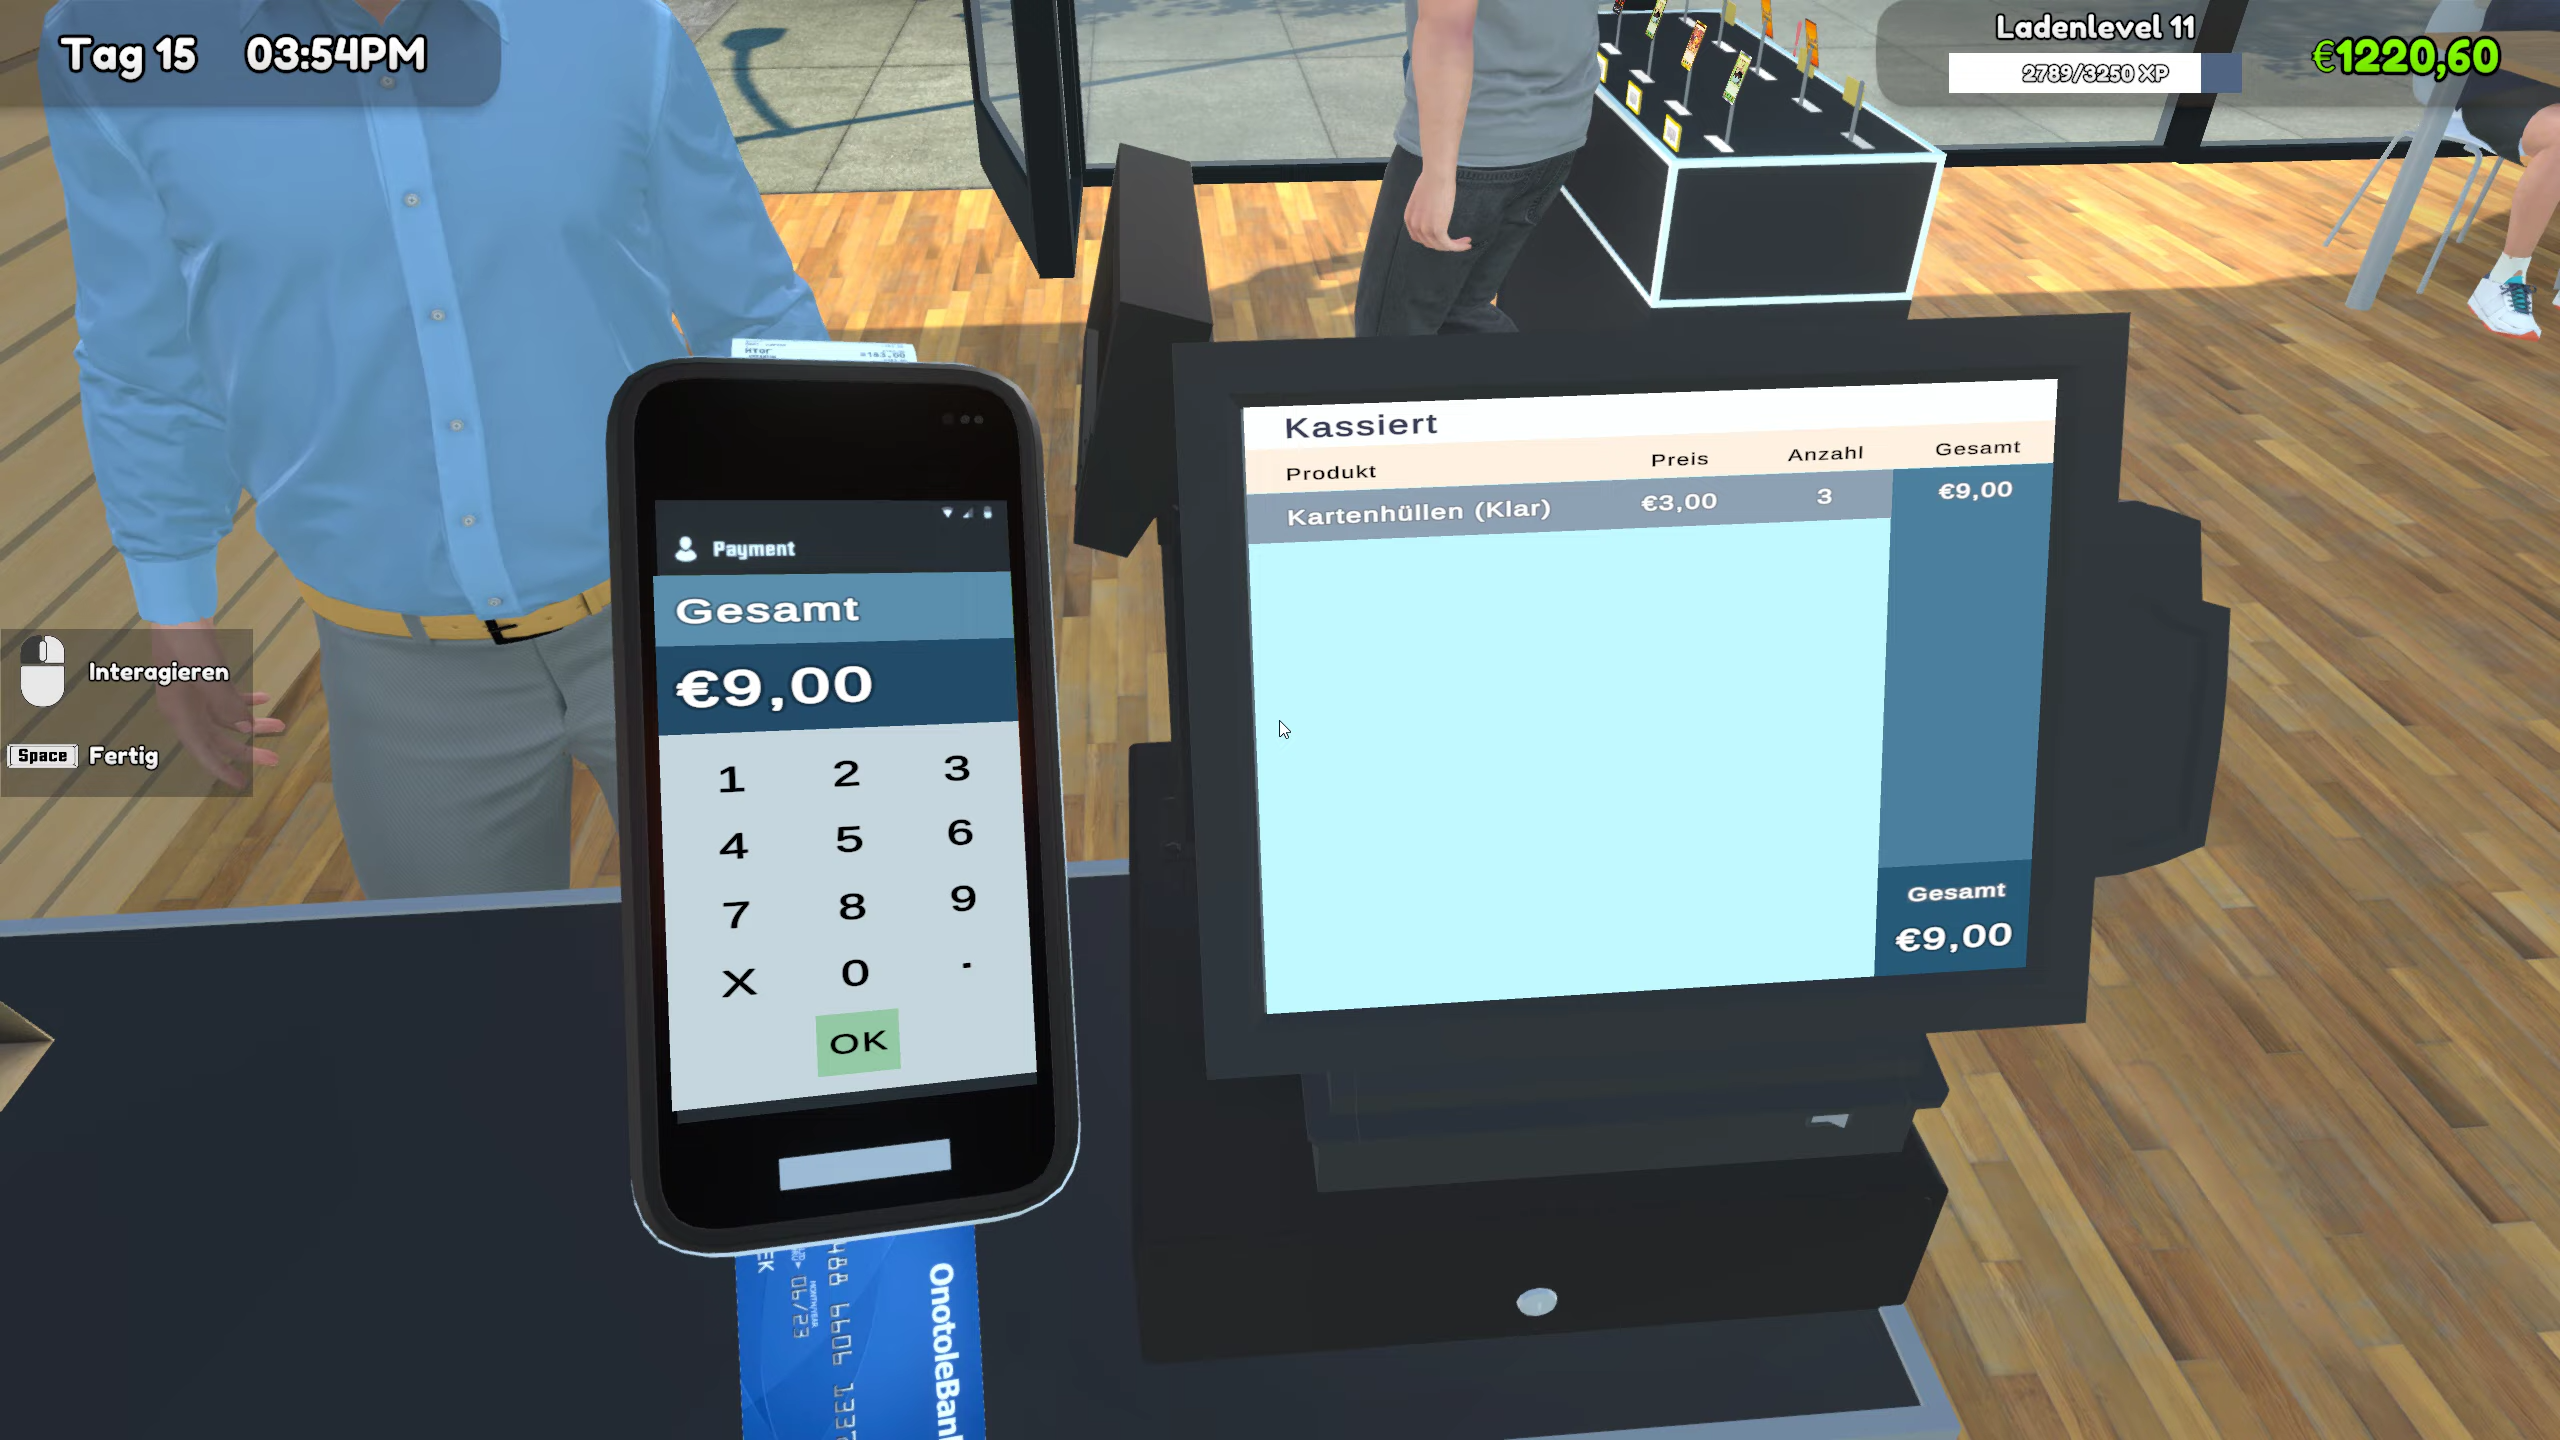 Tag 15 03:54PM
Ladenlevel 11
2789/3250 XP
€1220,60
Interagieren
Space Fertig
Payment
Gesamt
€9,00
1 2 3
4 5 6
7 8 9
X 0 .
OK
Kassiert
Produkt Preis Anzahl Gesamt
Kartenhüllen (Klar) €3,00 3 €9,00
Gesamt
€9,00
06/23